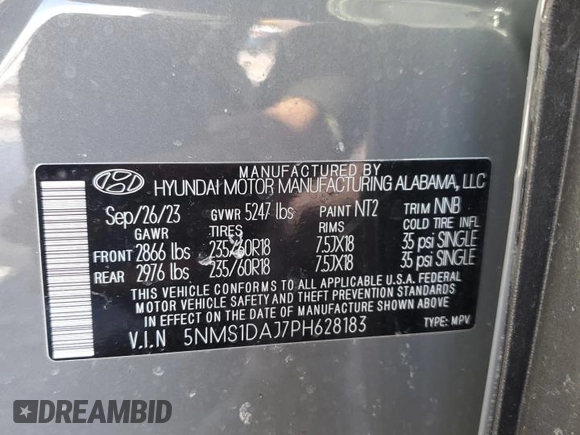 MANUFACTURED BY
HYUNDAI MOTOR MANUFACTURING ALABAMA, LLC
Sep/26/23 GVWR 5247 lbs PAINT NT2 TRIM NNB
GAWR TIRES RIMS COLD TIRE INFL
FRONT 2866 lbs 235/60R18 7.5JX18 35 psi SINGLE
REAR 2976 lbs 235/60R18 7.5JX18 35 psi SINGLE
THIS VEHICLE CONFORMS TO ALL APPLICABLE U.S.A. FEDERAL
MOTOR VEHICLE SAFETY AND THEFT PREVENTION STANDARDS
IN EFFECT ON THE DATE OF MANUFACTURE SHOWN ABOVE.
V.I.N 5NMS1DAJ7PH628183 TYPE: MPV
DREAMBID